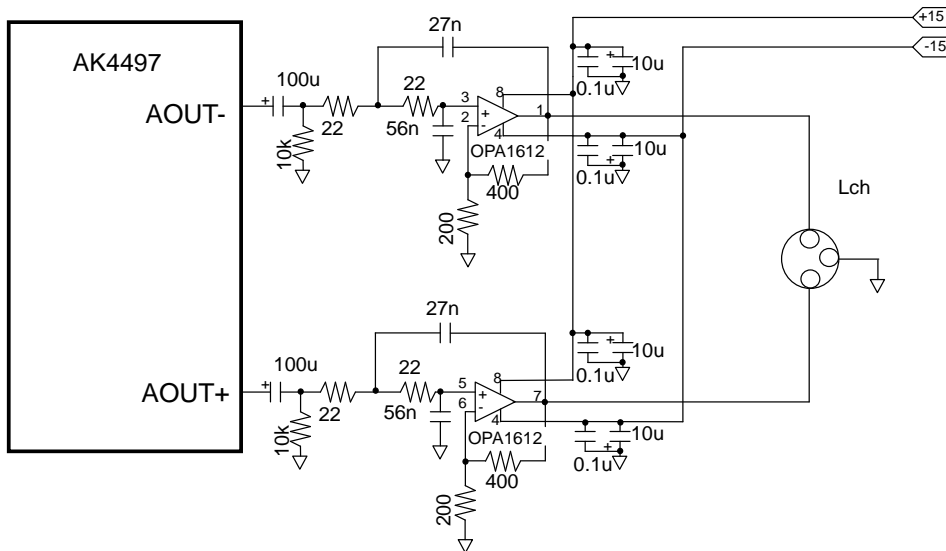 +15
-15
AK4497
27n
100u
22
+
10u
0.1u
AOUT-
3
8
1
2
4
+
-
22
56n
10k
OPA1612
+
10u
0.1u
400
200
Lch
27n
100u
22
+
10u
0.1u
AOUT+
5
8
7
6
4
+
-
22
56n
10k
OPA1612
+
10u
0.1u
400
200
+
+